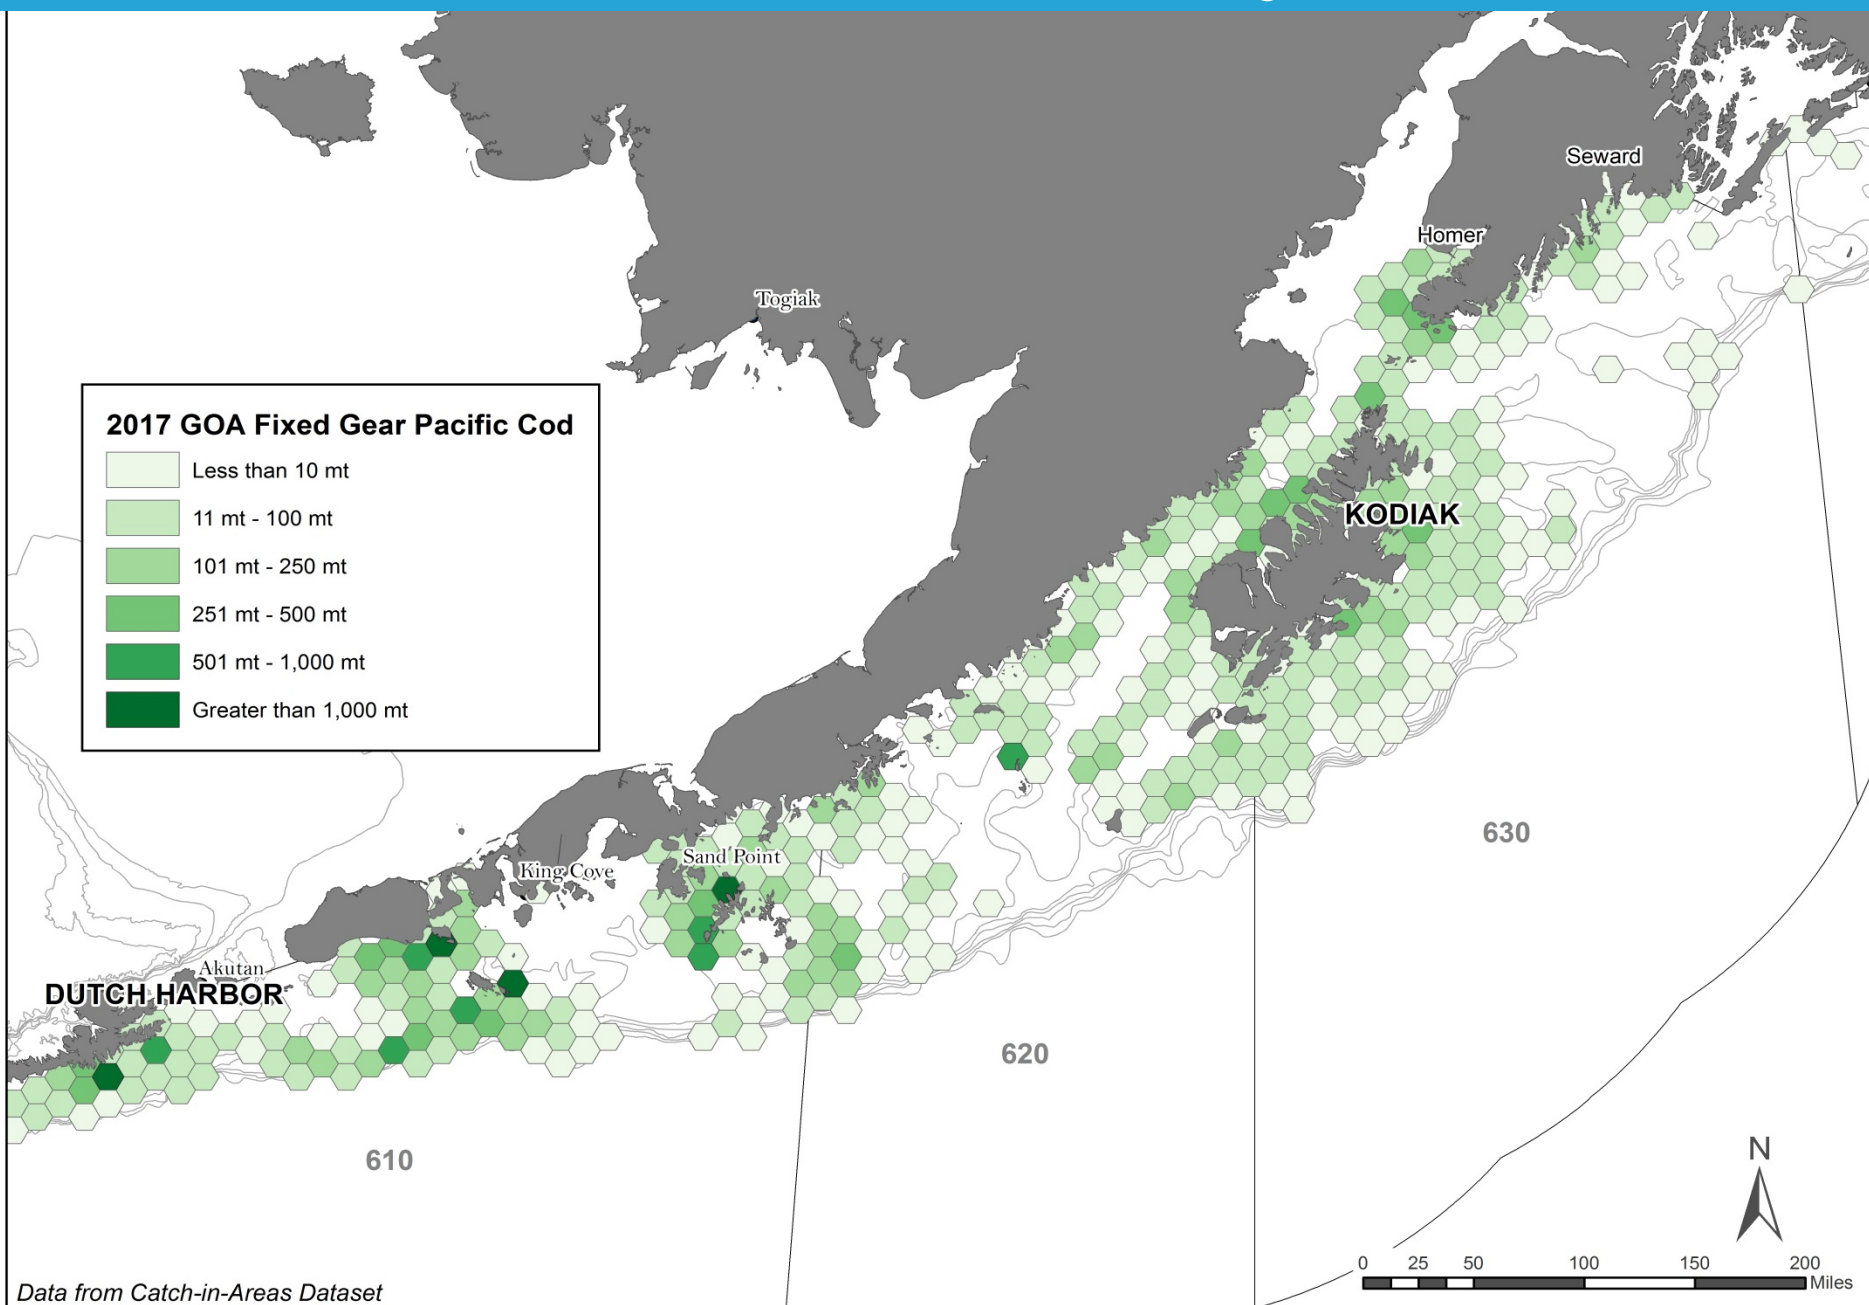 Seward
Homer
Togiak
2017 GOA Fixed Gear Pacific Cod
Less than 10 mt
11 mt - 100 mt
101 mt - 250 mt
251 mt - 500 mt
501 mt - 1,000 mt
Greater than 1,000 mt
KODIAK
630
Sand Point
King Cove
Akutan
DUTCH HARBOR
620
610
N
0 25 50 100 150 200
Miles
Data from Catch-in-Areas Dataset